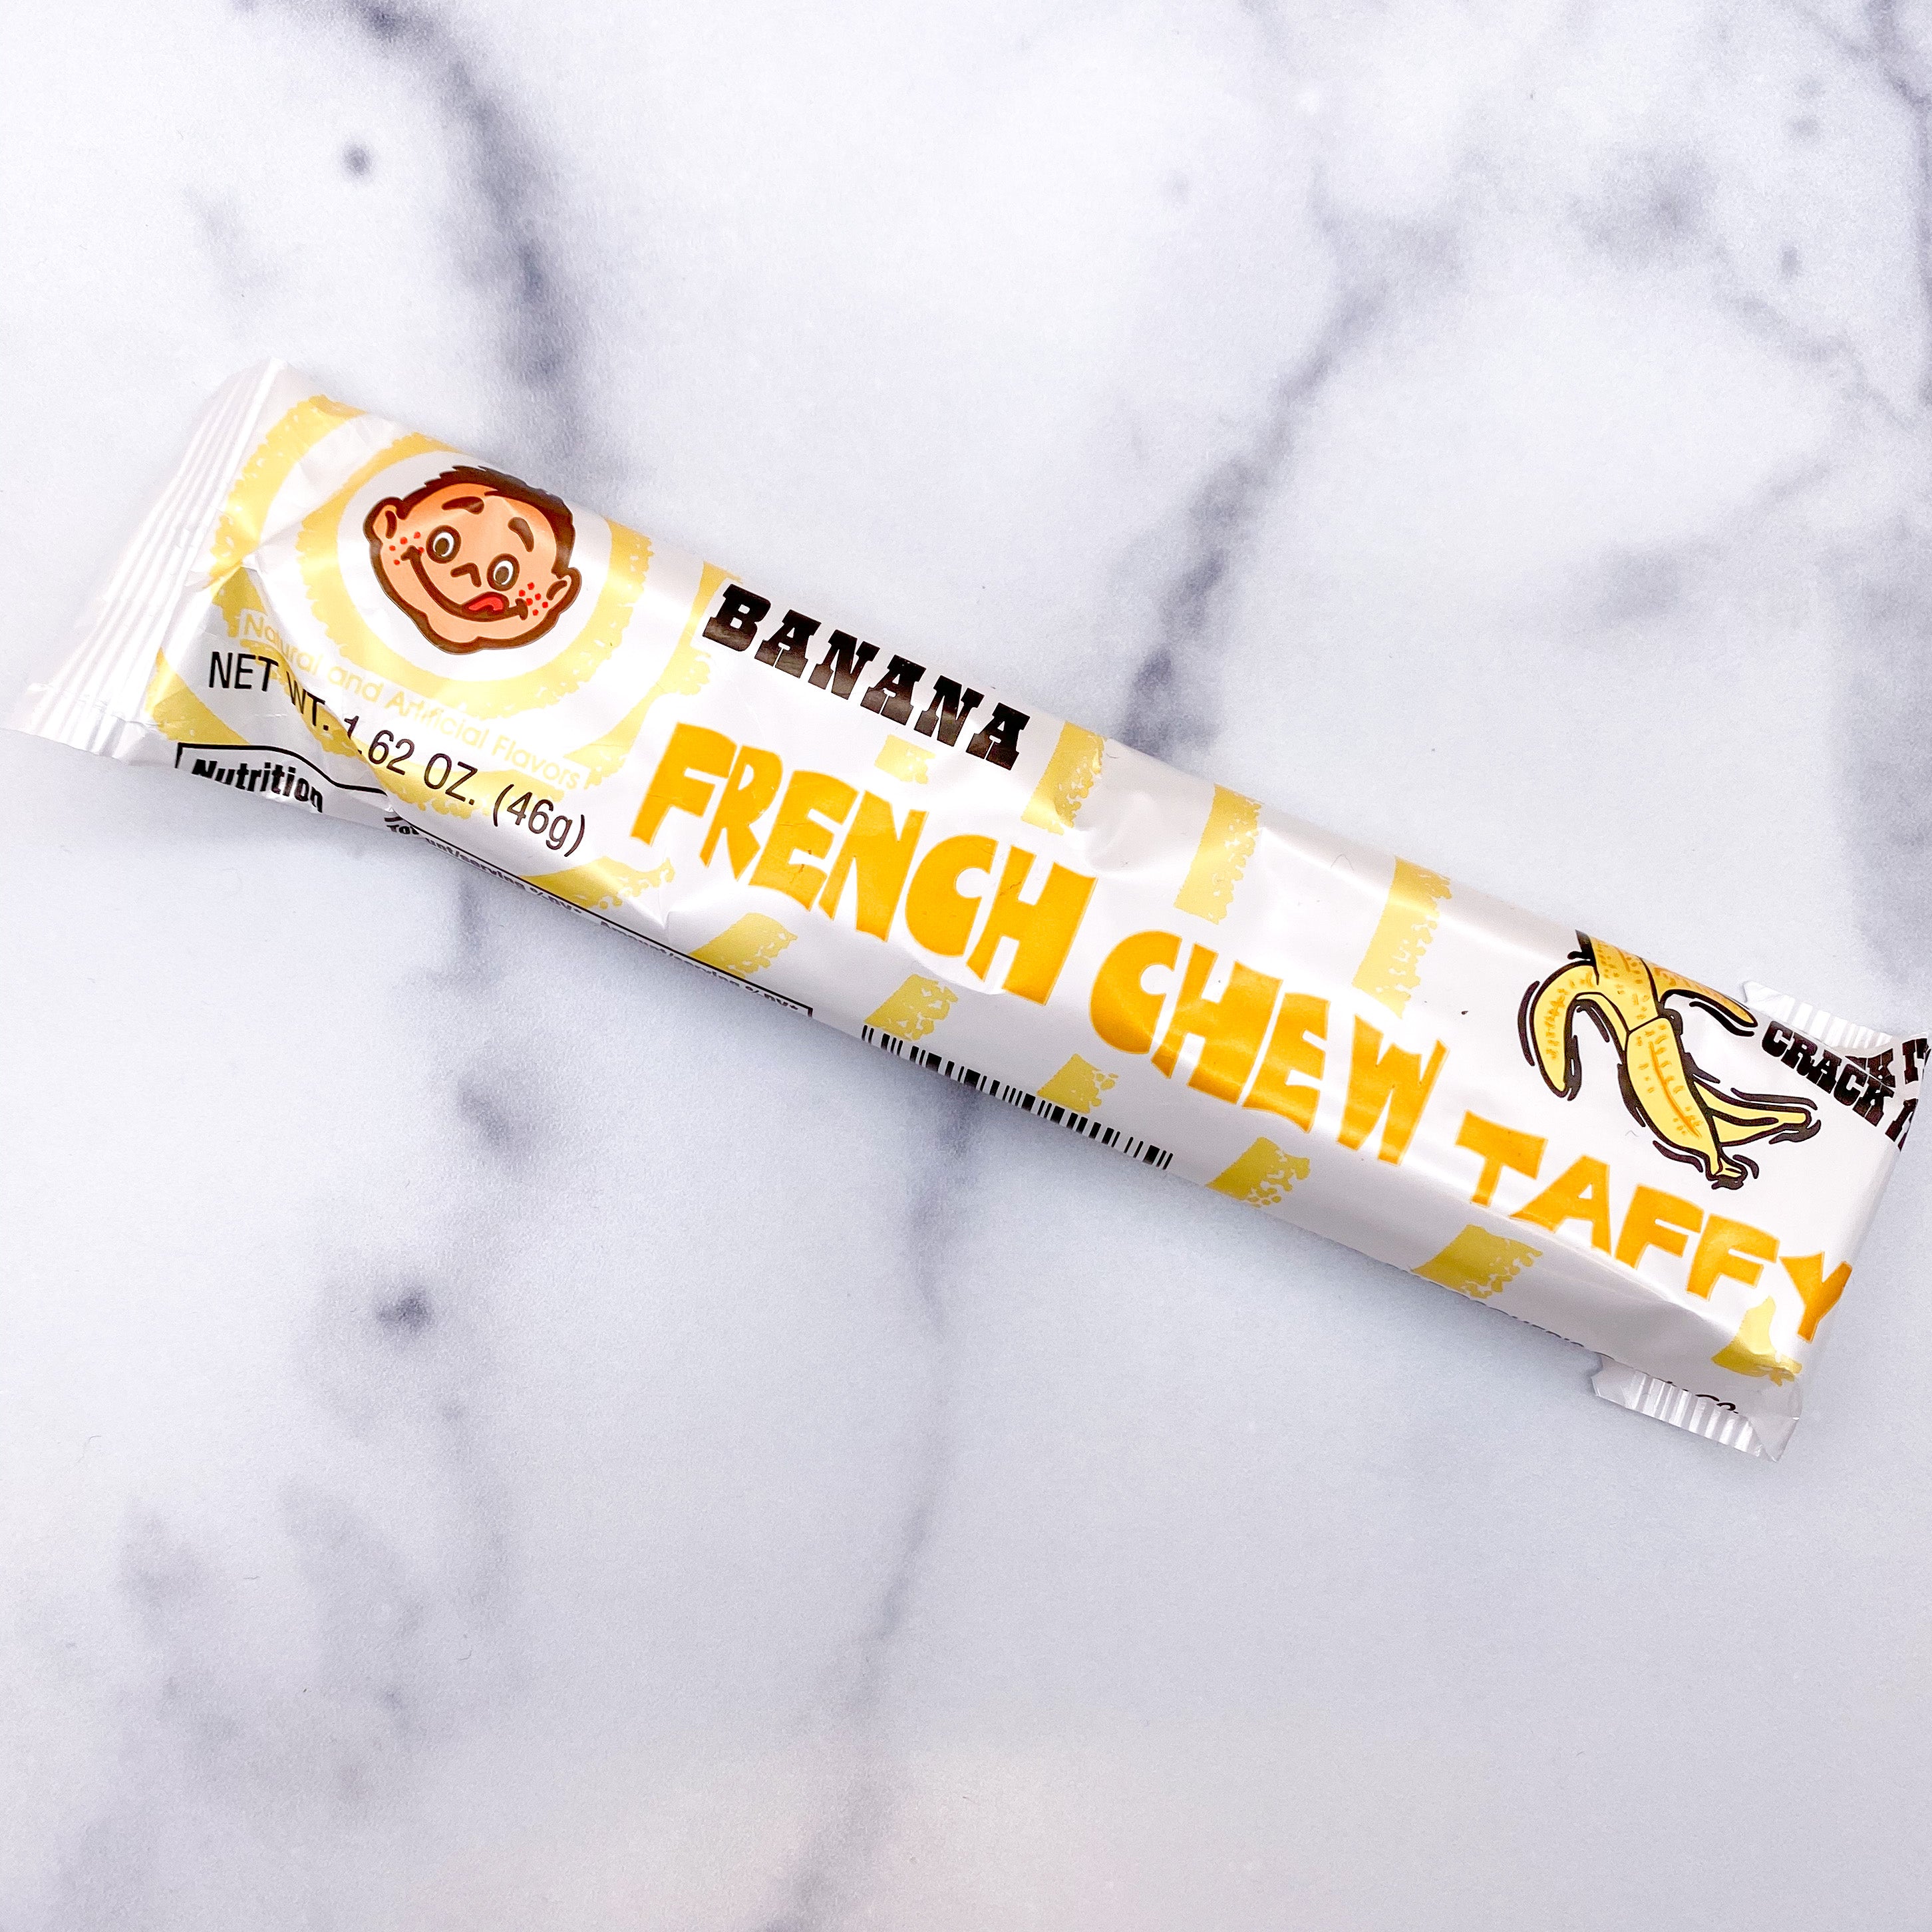 BANANA
FRENCH CHEW
TAFFY
CRACK
Natural and Artificial Flavors
NET WT. 1.62 OZ. (46g)
Nutrition